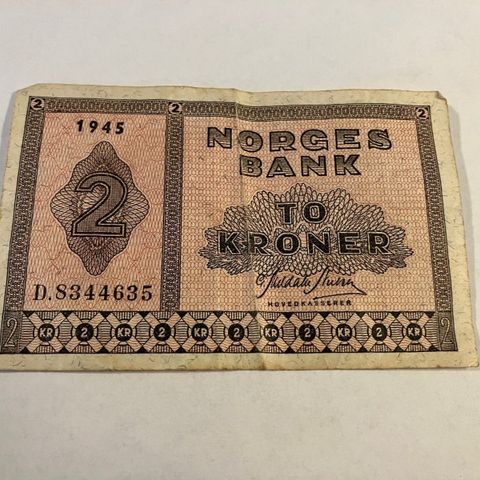 2
2
2
1945
NORGES
BANK
2
TO
KRONER
D.8344635
HOVEDKASSERER
2 KR 2 KR 2 KR 2 KR 2 KR 2